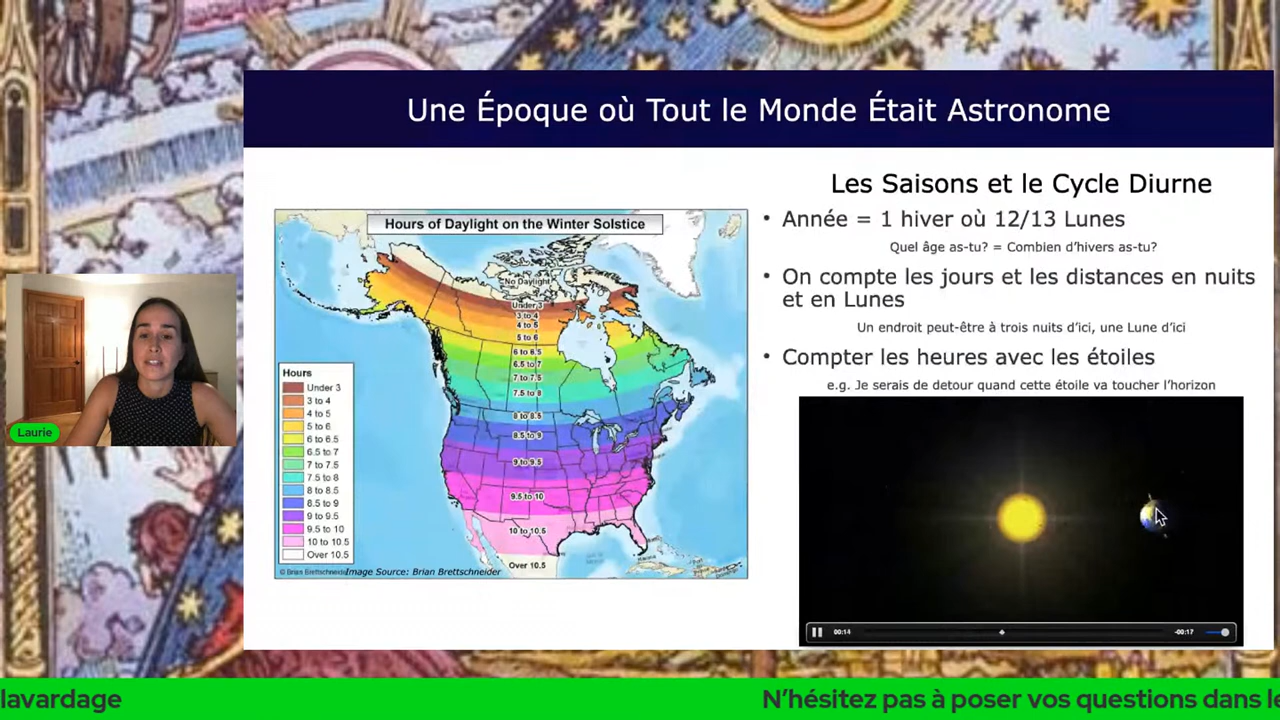 Une Époque où Tout le Monde Était Astronome
Les Saisons et le Cycle Diurne
• Année = 1 hiver où 12/13 Lunes
Quel âge as-tu? = Combien d'hivers as-tu?
• On compte les jours et les distances en nuits
et en Lunes
Un endroit peut-être à trois nuits d'ici, une Lune d'ici
• Compter les heures avec les étoiles
e.g. Je serais de detour quand cette étoile va toucher l'horizon
Hours of Daylight on the Winter Solstice
No Daylight
Under 3
3 to 4
4 to 5
5 to 6
6 to 6.5
6.5 to 7
7 to 7.5
7.5 to 8
8 to 8.5
8.5 to 9
9 to 9.5
9.5 to 10
10 to 10.5
Over 10.5
Hours
Under 3
3 to 4
4 to 5
5 to 6
6 to 6.5
6.5 to 7
7 to 7.5
7.5 to 8
8 to 8.5
8.5 to 9
9 to 9.5
9.5 to 10
10 to 10.5
Over 10.5
© Brian Brettschneider
Image Source: Brian Brettschneider
00:14
-00:17
Laurie
lavardage
N'hésitez pas à poser vos questions dans le